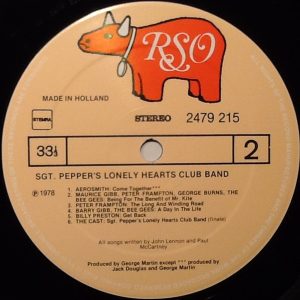 RSO
MADE IN HOLLAND
STEMRA
STEREO 2479 215
33⅓
2
SGT. PEPPER'S LONELY HEARTS CLUB BAND
℗ 1978
1. AEROSMITH: Come Together***
2. MAURICE GIBB, PETER FRAMPTON, GEORGE BURNS, THE
BEE GEES: Being For The Benefit of Mr. Kite
3. PETER FRAMPTON: The Long And Winding Road
4. BARRY GIBB, THE BEE GEES: A Day In The Life
5. BILLY PRESTON: Get Back
6. THE CAST: Sgt. Pepper's Lonely Hearts Club Band (finale)
All songs written by John Lennon and Paul
McCartney
Produced by George Martin except *** produced by
Jack Douglas and George Martin